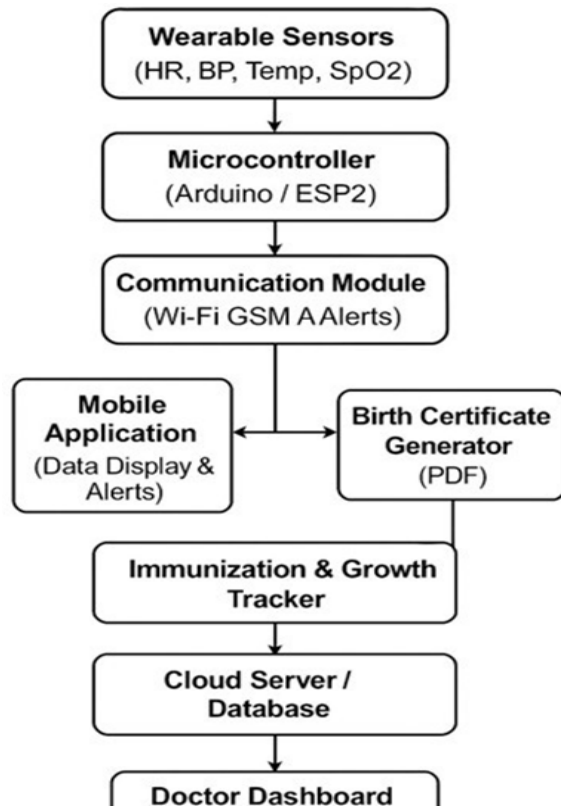 Wearable Sensors
(HR, BP, Temp, SpO2)
Microcontroller
(Arduino / ESP2)
Communication Module
(Wi-Fi GSM A Alerts)
Mobile
Application
(Data Display &
Alerts)
Birth Certificate
Generator
(PDF)
Immunization & Growth
Tracker
Cloud Server /
Database
Doctor Dashboard